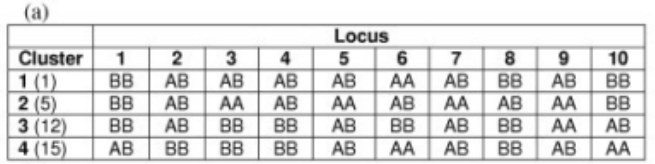 (a)
Locus
Cluster 1 2 3 4 5 6 7 8 9 10
1 (1) BB AB AB AB AB AA AB BB AB BB
2 (5) BB AB AA AB AA AB AA AB AA BB
3 (12) BB AB BB BB AB BB AB BB AA AB
4 (15) AB BB BB BB AB AA AB BB AB AA